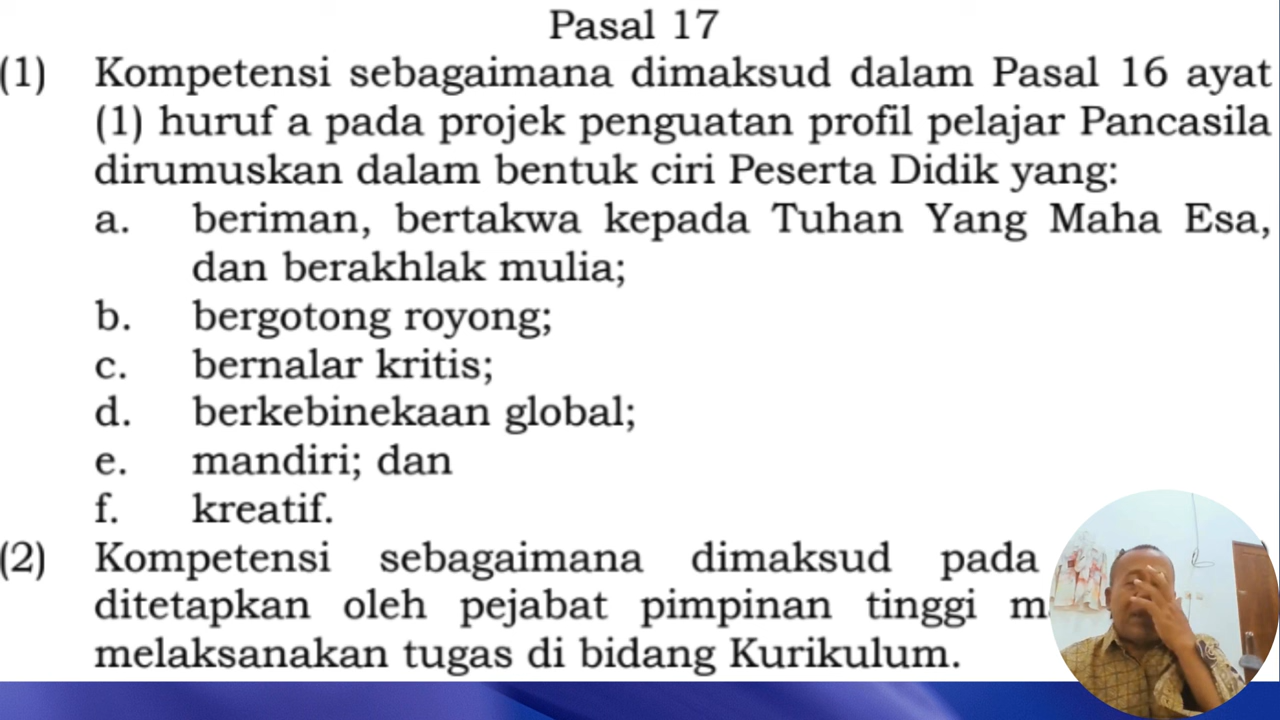 Pasal 17
(1) Kompetensi sebagaimana dimaksud dalam Pasal 16 ayat
(1) huruf a pada projek penguatan profil pelajar Pancasila
dirumuskan dalam bentuk ciri Peserta Didik yang:
a. beriman, bertakwa kepada Tuhan Yang Maha Esa,
dan berakhlak mulia;
b. bergotong royong;
c. bernalar kritis;
d. berkebinekaan global;
e. mandiri; dan
f. kreatif.
(2) Kompetensi sebagaimana dimaksud pada
ditetapkan oleh pejabat pimpinan tinggi
melaksanakan tugas di bidang Kurikulum.